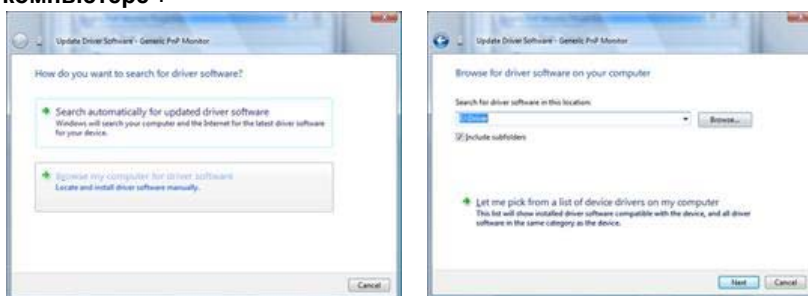 компьютере".
Update Driver Software - Generic PnP Monitor
How do you want to search for driver software?
Search automatically for updated driver software
Windows will search your computer and the Internet for the latest driver software
for your device.
Browse my computer for driver software
Locate and install driver software manually.
Cancel
Update Driver Software - Generic PnP Monitor
Browse for driver software on your computer
Search for driver software in this location:
Browse...
Include subfolders
Let me pick from a list of device drivers on my computer
This list will show installed driver software compatible with the device, and all driver
software in the same category as the device.
Next
Cancel